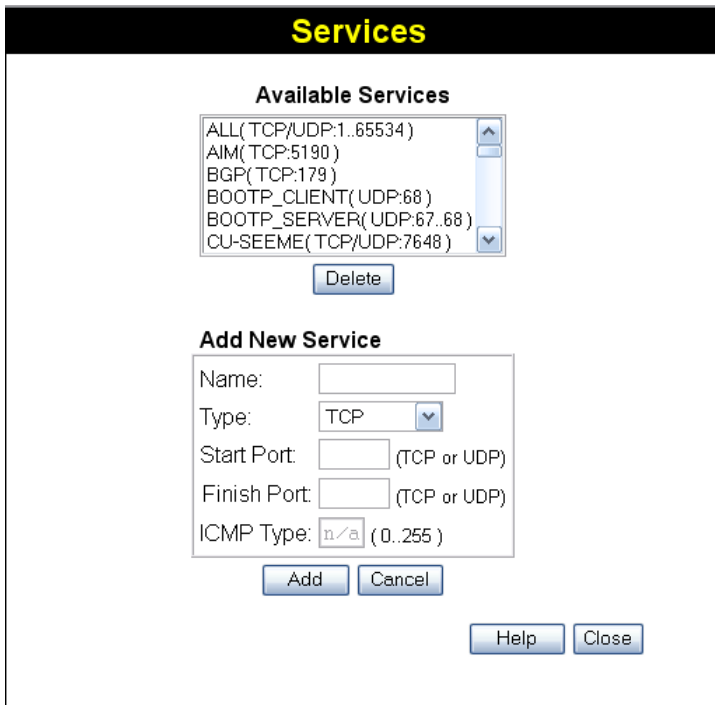 Services
Available Services
ALL( TCP/UDP:1..65534 )
AIM( TCP:5190 )
BGP( TCP:179 )
BOOTP_CLIENT( UDP:68 )
BOOTP_SERVER( UDP:67..68 )
CU-SEEME( TCP/UDP:7648 )
Delete
Add New Service
Name:
Type: TCP
Start Port: (TCP or UDP)
Finish Port: (TCP or UDP)
ICMP Type: n/a ( 0..255 )
Add Cancel
Help Close